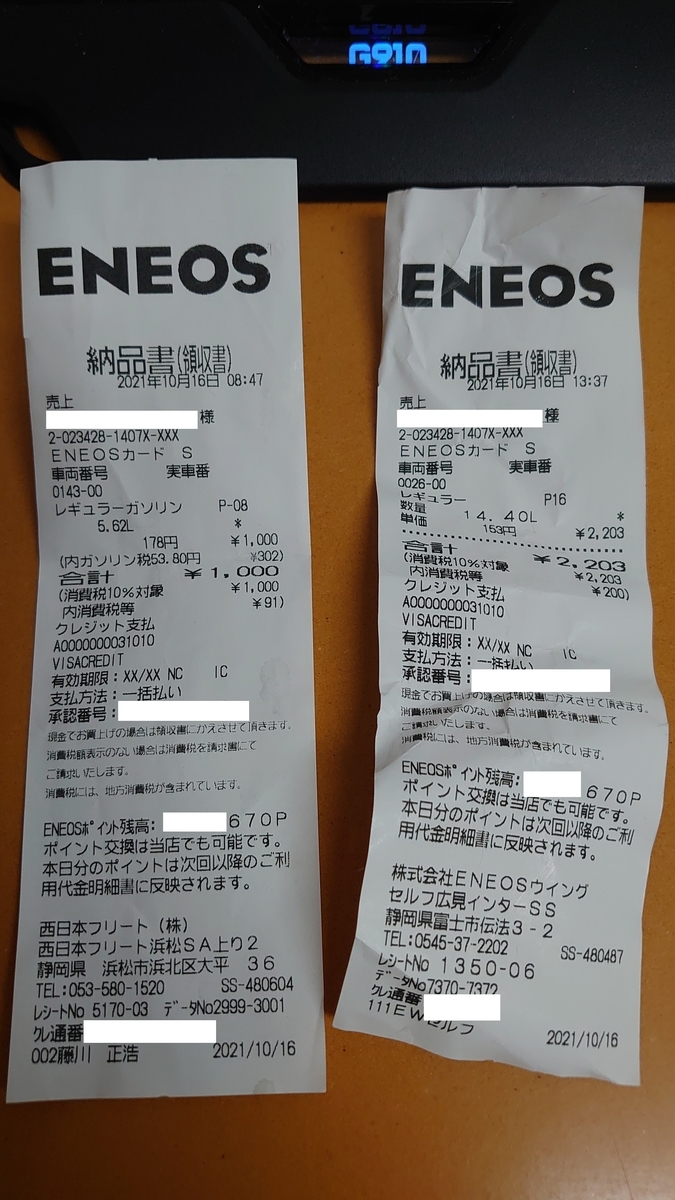 G910
ENEOS
納品書(領収書)
2021年10月16日 08:47
売上
様
2-023428-1407X-XXX
ENEOSカード S
車両番号 実車番
0143-00
レギュラーガソリン P-08
5.62L *
178円 ¥1,000
(内ガソリン税53.80円 ¥302)
合計 ¥1,000
(消費税10%対象 ¥1,000
内消費税等 ¥91)
クレジット支払
A0000000031010
VISACREDIT
有効期限:XX/XX NC IC
支払方法:一括払い
承認番号:
現金でお買上げの場合は領収書にかえさせて頂きます。
消費税額表示のない場合は消費税を請求書にて
ご請求いたします。
消費税には、地方消費税が含まれています。
ENEOSポイント残高: 670P
ポイント交換は当店でも可能です。
本日分のポイントは次回以降のご利
用代金明細書に反映されます。
西日本フリート(株)
西日本フリート浜松SA上り2
静岡県 浜松市浜北区大平 36
TEL:053-580-1520 SS-480604
レシートNo 5170-03 データNo2999-3001
クレ通番
002藤川 正浩 2021/10/16
ENEOS
納品書(領収書)
2021年10月16日 13:37
売上
様
2-023428-1407X-XXX
ENEOSカード S
車両番号 実車番
0026-00
レギュラー P16
数量 14.40L *
単価 153円 ¥2,203
合計 ¥2,203
(消費税10%対象 ¥2,203
内消費税等 ¥200)
クレジット支払
A0000000031010
VISACREDIT
有効期限:XX/XX NC IC
支払方法:一括払い
承認番号:
現金でお買上げの場合は領収書にかえさせて頂きます。
消費税額表示のない場合は消費税を請求書にて
ご請求いたします。
消費税には、地方消費税が含まれています。
ENEOSポイント残高: 670P
ポイント交換は当店でも可能です。
本日分のポイントは次回以降のご利
用代金明細書に反映されます。
株式会社ENEOSウイング
セルフ広見インターSS
静岡県富士市伝法3-2
TEL:0545-37-2202 SS-480487
レシートNo 1350-06
データNo7370-7372
クレ通番
111EWセルフ 2021/10/16